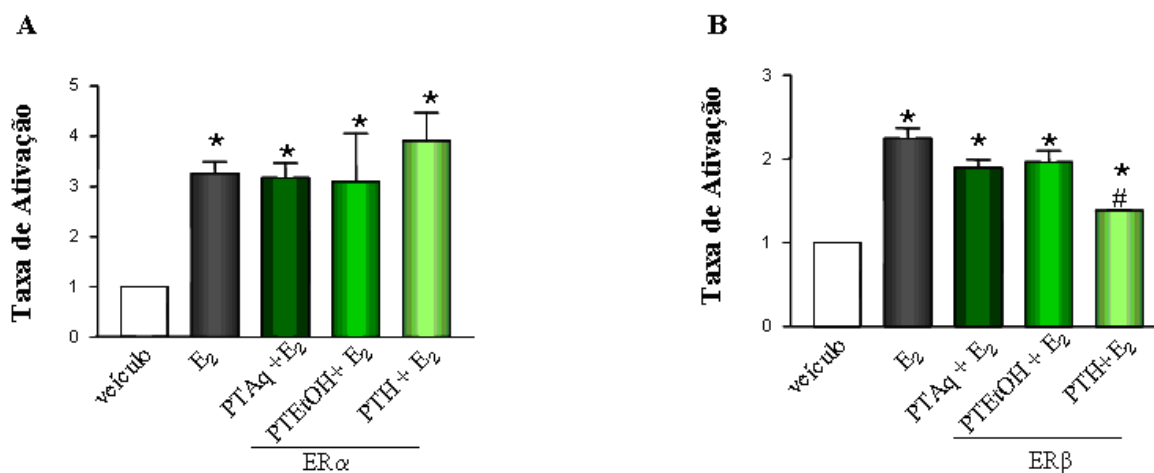 A
Taxa de Ativação
5
4
3
2
1
0
*
*
*
*
veículo
E2
PTAq +E2
PTEtOH+ E2
PTH + E2
ERα
B
Taxa de Ativação
3
2
1
0
*
*
*
*
#
veículo
E2
PTAq + E2
PTEtOH + E2
PTH+E2
ERβ